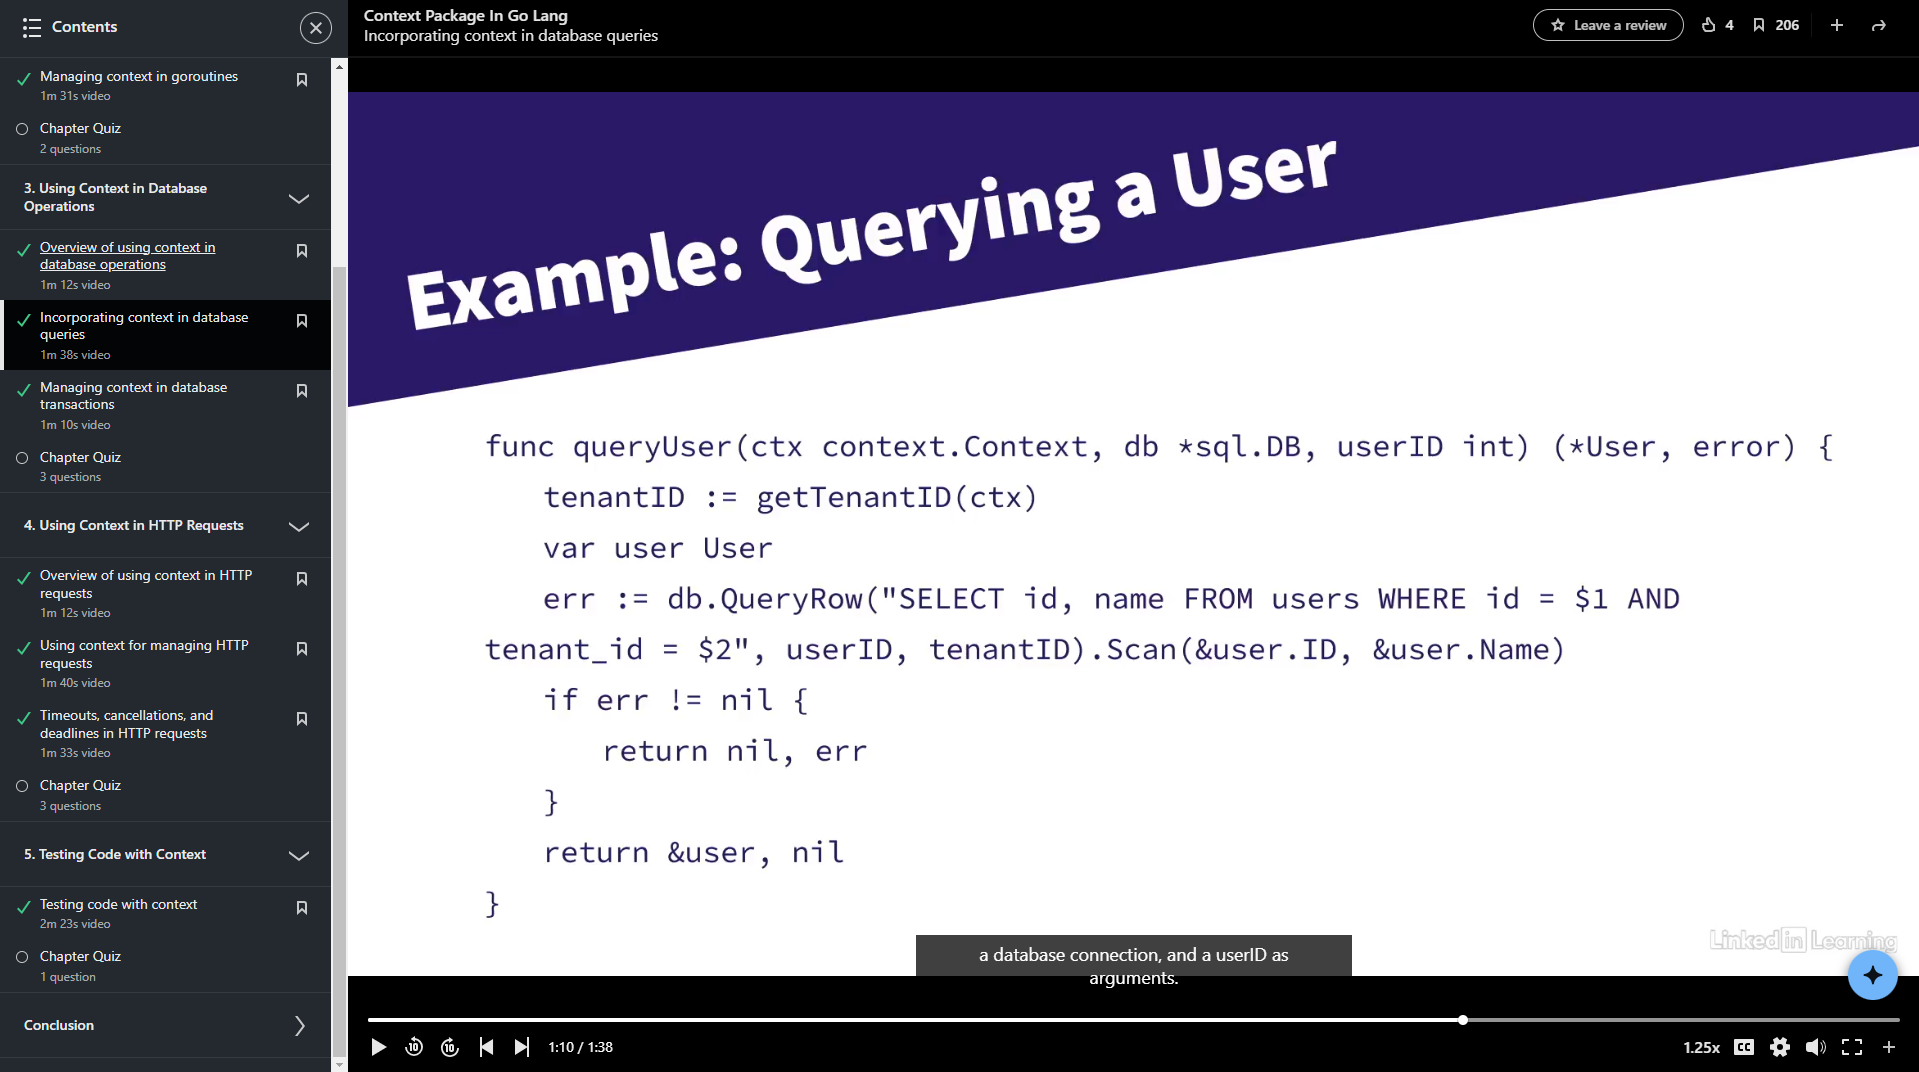 Contents
Managing context in goroutines
1m 31s video
Chapter Quiz
2 questions
3. Using Context in Database
Operations
Overview of using context in
database operations
1m 12s video
Incorporating context in database
queries
1m 38s video
Managing context in database
transactions
1m 10s video
Chapter Quiz
3 questions
4. Using Context in HTTP Requests
Overview of using context in HTTP
requests
1m 12s video
Using context for managing HTTP
requests
1m 40s video
Timeouts, cancellations, and
deadlines in HTTP requests
1m 33s video
Chapter Quiz
3 questions
5. Testing Code with Context
Testing code with context
2m 23s video
Chapter Quiz
1 question
Conclusion
Context Package In Go Lang
Incorporating context in database queries
Leave a review
4
206
Example: Querying a User
func queryUser(ctx context.Context, db *sql.DB, userID int) (*User, error) {
tenantID := getTenantID(ctx)
var user User
err := db.QueryRow("SELECT id, name FROM users WHERE id = $1 AND
tenant_id = $2", userID, tenantID).Scan(&user.ID, &user.Name)
if err != nil {
return nil, err
}
return &user, nil
}
LinkedIn Learning
a database connection, and a userID as
arguments.
10
10
1:10 / 1:38
1.25x
CC